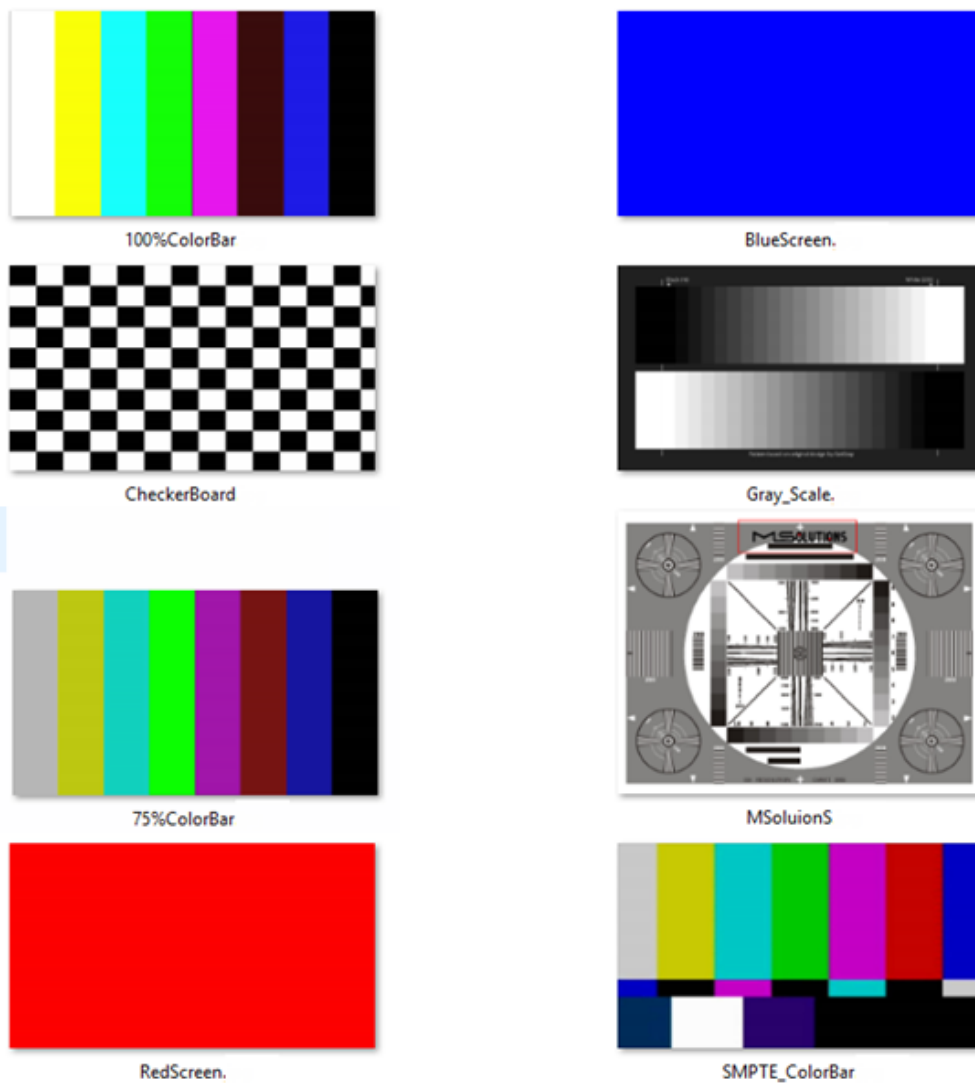 100%ColorBar
BlueScreen.
CheckerBoard
Gray_Scale.
MSOLUTIONS
75%ColorBar
MSoluionS
RedScreen.
SMPTE_ColorBar